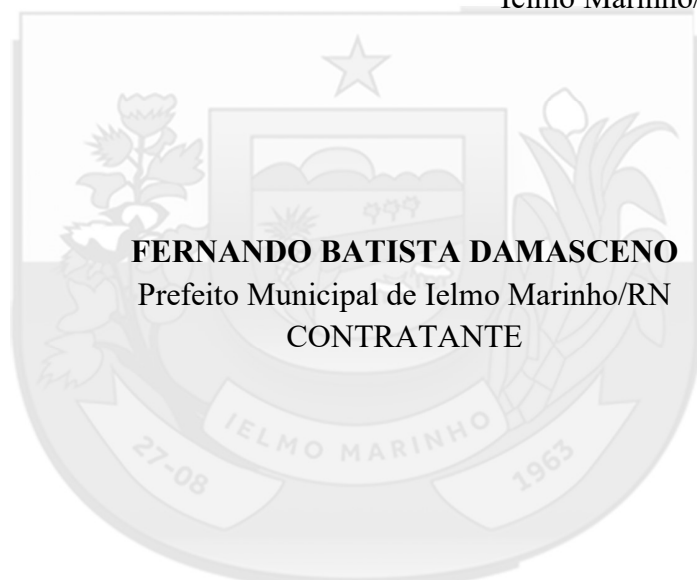 Ielmo Marinho/
FERNANDO BATISTA DAMASCENO
Prefeito Municipal de Ielmo Marinho/RN
CONTRATANTE
IELMO MARINHO
27-08
1963